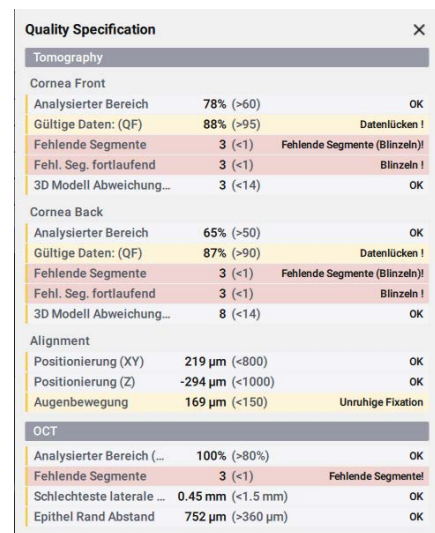 Quality Specification
Tomography
Cornea Front
Analysierter Bereich 78% (>60) OK
Gültige Daten: (QF) 88% (>95) Datenlücken !
Fehlende Segmente 3 (<1) Fehlende Segmente (Blinzeln)!
Fehl. Seg. fortlaufend 3 (<1) Blinzeln !
3D Modell Abweichung... 3 (<14) OK
Cornea Back
Analysierter Bereich 65% (>50) OK
Gültige Daten: (QF) 87% (>90) Datenlücken !
Fehlende Segmente 3 (<1) Fehlende Segmente (Blinzeln)!
Fehl. Seg. fortlaufend 3 (<1) Blinzeln !
3D Modell Abweichung... 8 (<14) OK
Alignment
Positionierung (XY) 219 µm (<800) OK
Positionierung (Z) -294 µm (<1000) OK
Augenbewegung 169 µm (<150) Unruhige Fixation
OCT
Analysierter Bereich (... 100% (>80%) OK
Fehlende Segmente 3 (<1) Fehlende Segmente!
Schlechteste laterale ... 0.45 mm (<1.5 mm) OK
Epithel Rand Abstand 752 µm (>360 µm) OK